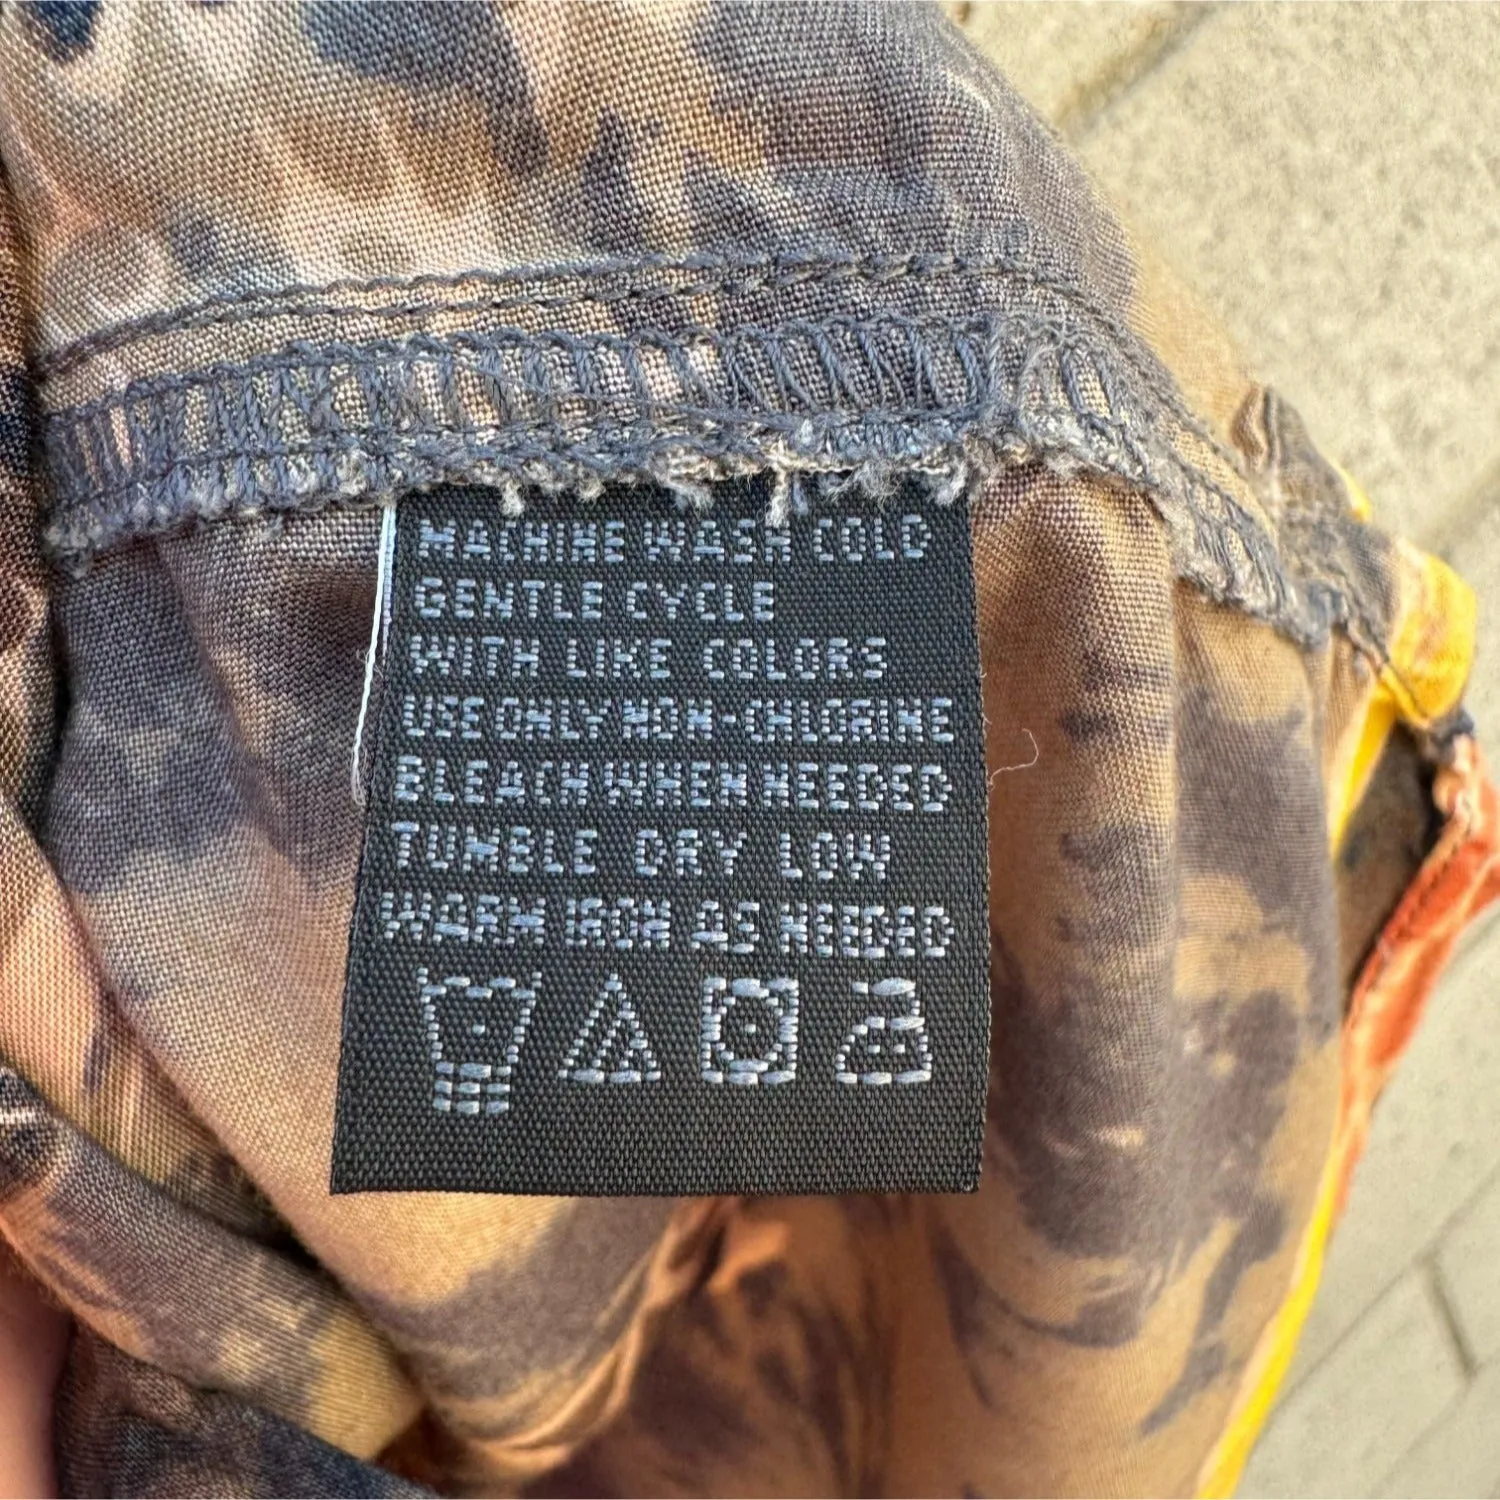 MACHINE WASH COLD
GENTLE CYCLE
WITH LIKE COLORS
USE ONLY NON-CHLORINE
BLEACH WHEN NEEDED
TUMBLE DRY LOW
WARM IRON AS NEEDED